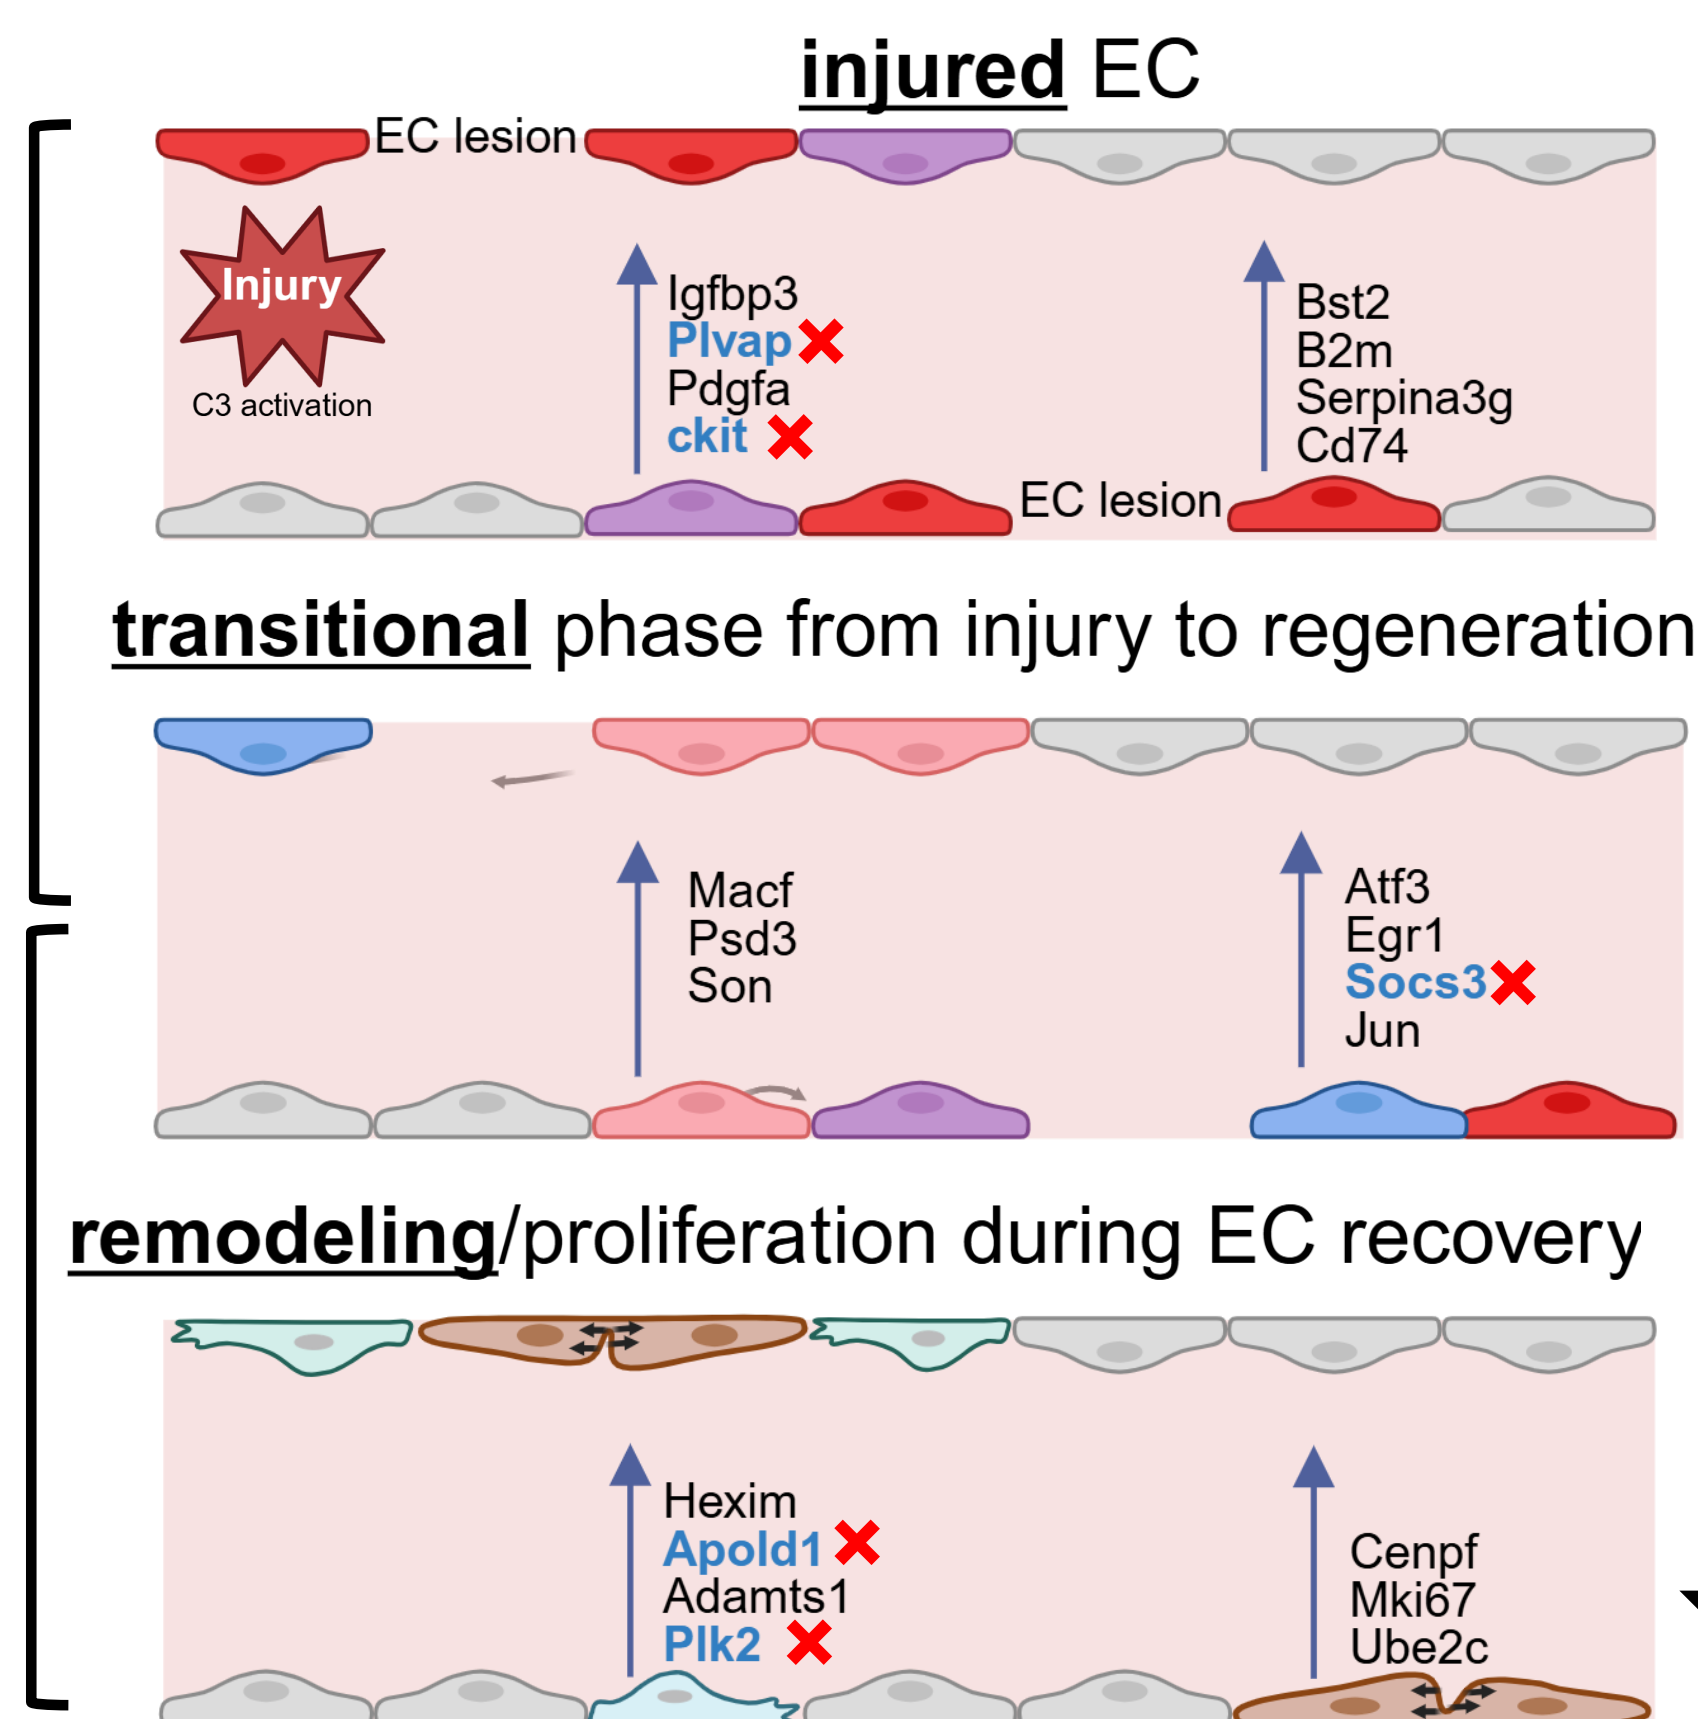 injured EC
EC lesion
Injury
C3 activation
Igfbp3
Plvap
Pdgfa
ckit
Bst2
B2m
Serpina3g
Cd74
EC lesion
transitional phase from injury to regeneration
Macf
Psd3
Son
Atf3
Egr1
Socs3
Jun
remodeling/proliferation during EC recovery
Hexim
Apold1
Adamts1
Plk2
Cenpf
Mki67
Ube2c